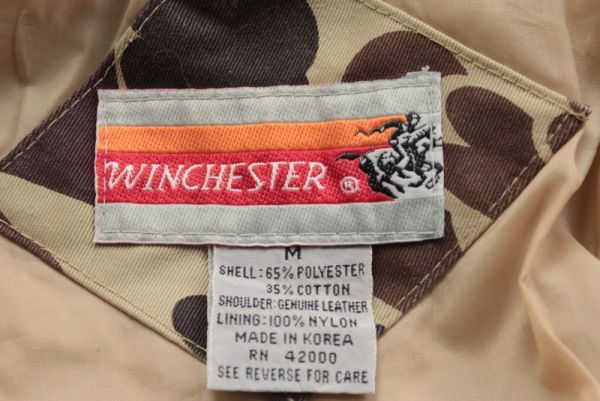 WINCHESTER ®
M
SHELL: 65% POLYESTER
35% COTTON
SHOULDER: GENUINE LEATHER
LINING: 100% NYLON
MADE IN KOREA
RN 42000
SEE REVERSE FOR CARE